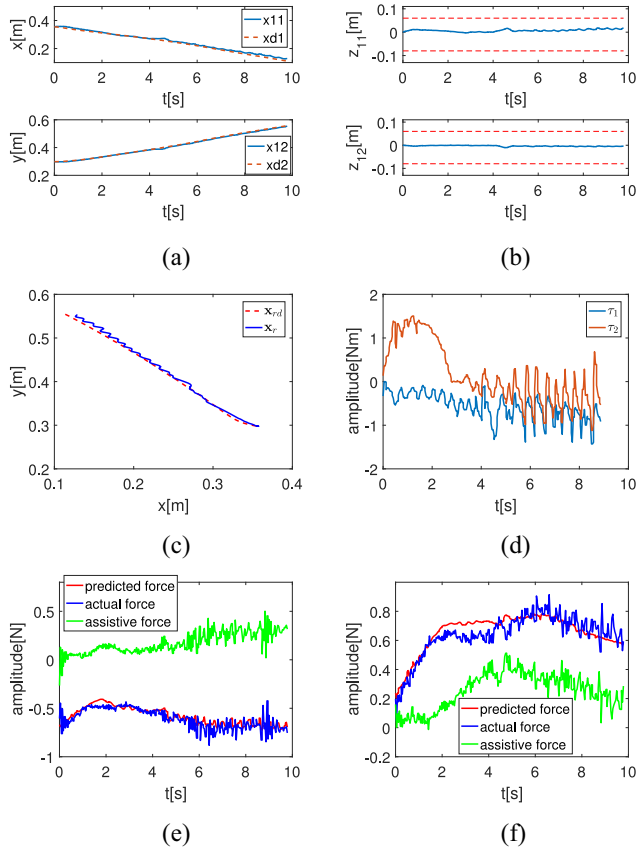 x[m]
0.4
0.2
x11
xd1
0 2 4 6 8 10
t[s]
y[m]
0.6
0.4
0.2
x12
xd2
0 2 4 6 8 10
t[s]
(a)
z11[m]
0.1
0
-0.1
0 2 4 6 8 10
t[s]
z12[m]
0.1
0
-0.1
0 2 4 6 8 10
t[s]
(b)
y[m]
0.6
0.5
0.4
0.3
0.2
xrd
xr
0.1 0.2 0.3 0.4
x[m]
(c)
amplitude[Nm]
2
1
0
-1
-2
τ1
τ2
0 2 4 6 8 10
t[s]
(d)
amplitude[N]
0.5
0
-0.5
-1
predicted force
actual force
assistive force
0 2 4 6 8 10
t[s]
(e)
amplitude[N]
0.8
0.6
0.4
0.2
0
-0.2
predicted force
actual force
assistive force
0 2 4 6 8 10
t[s]
(f)